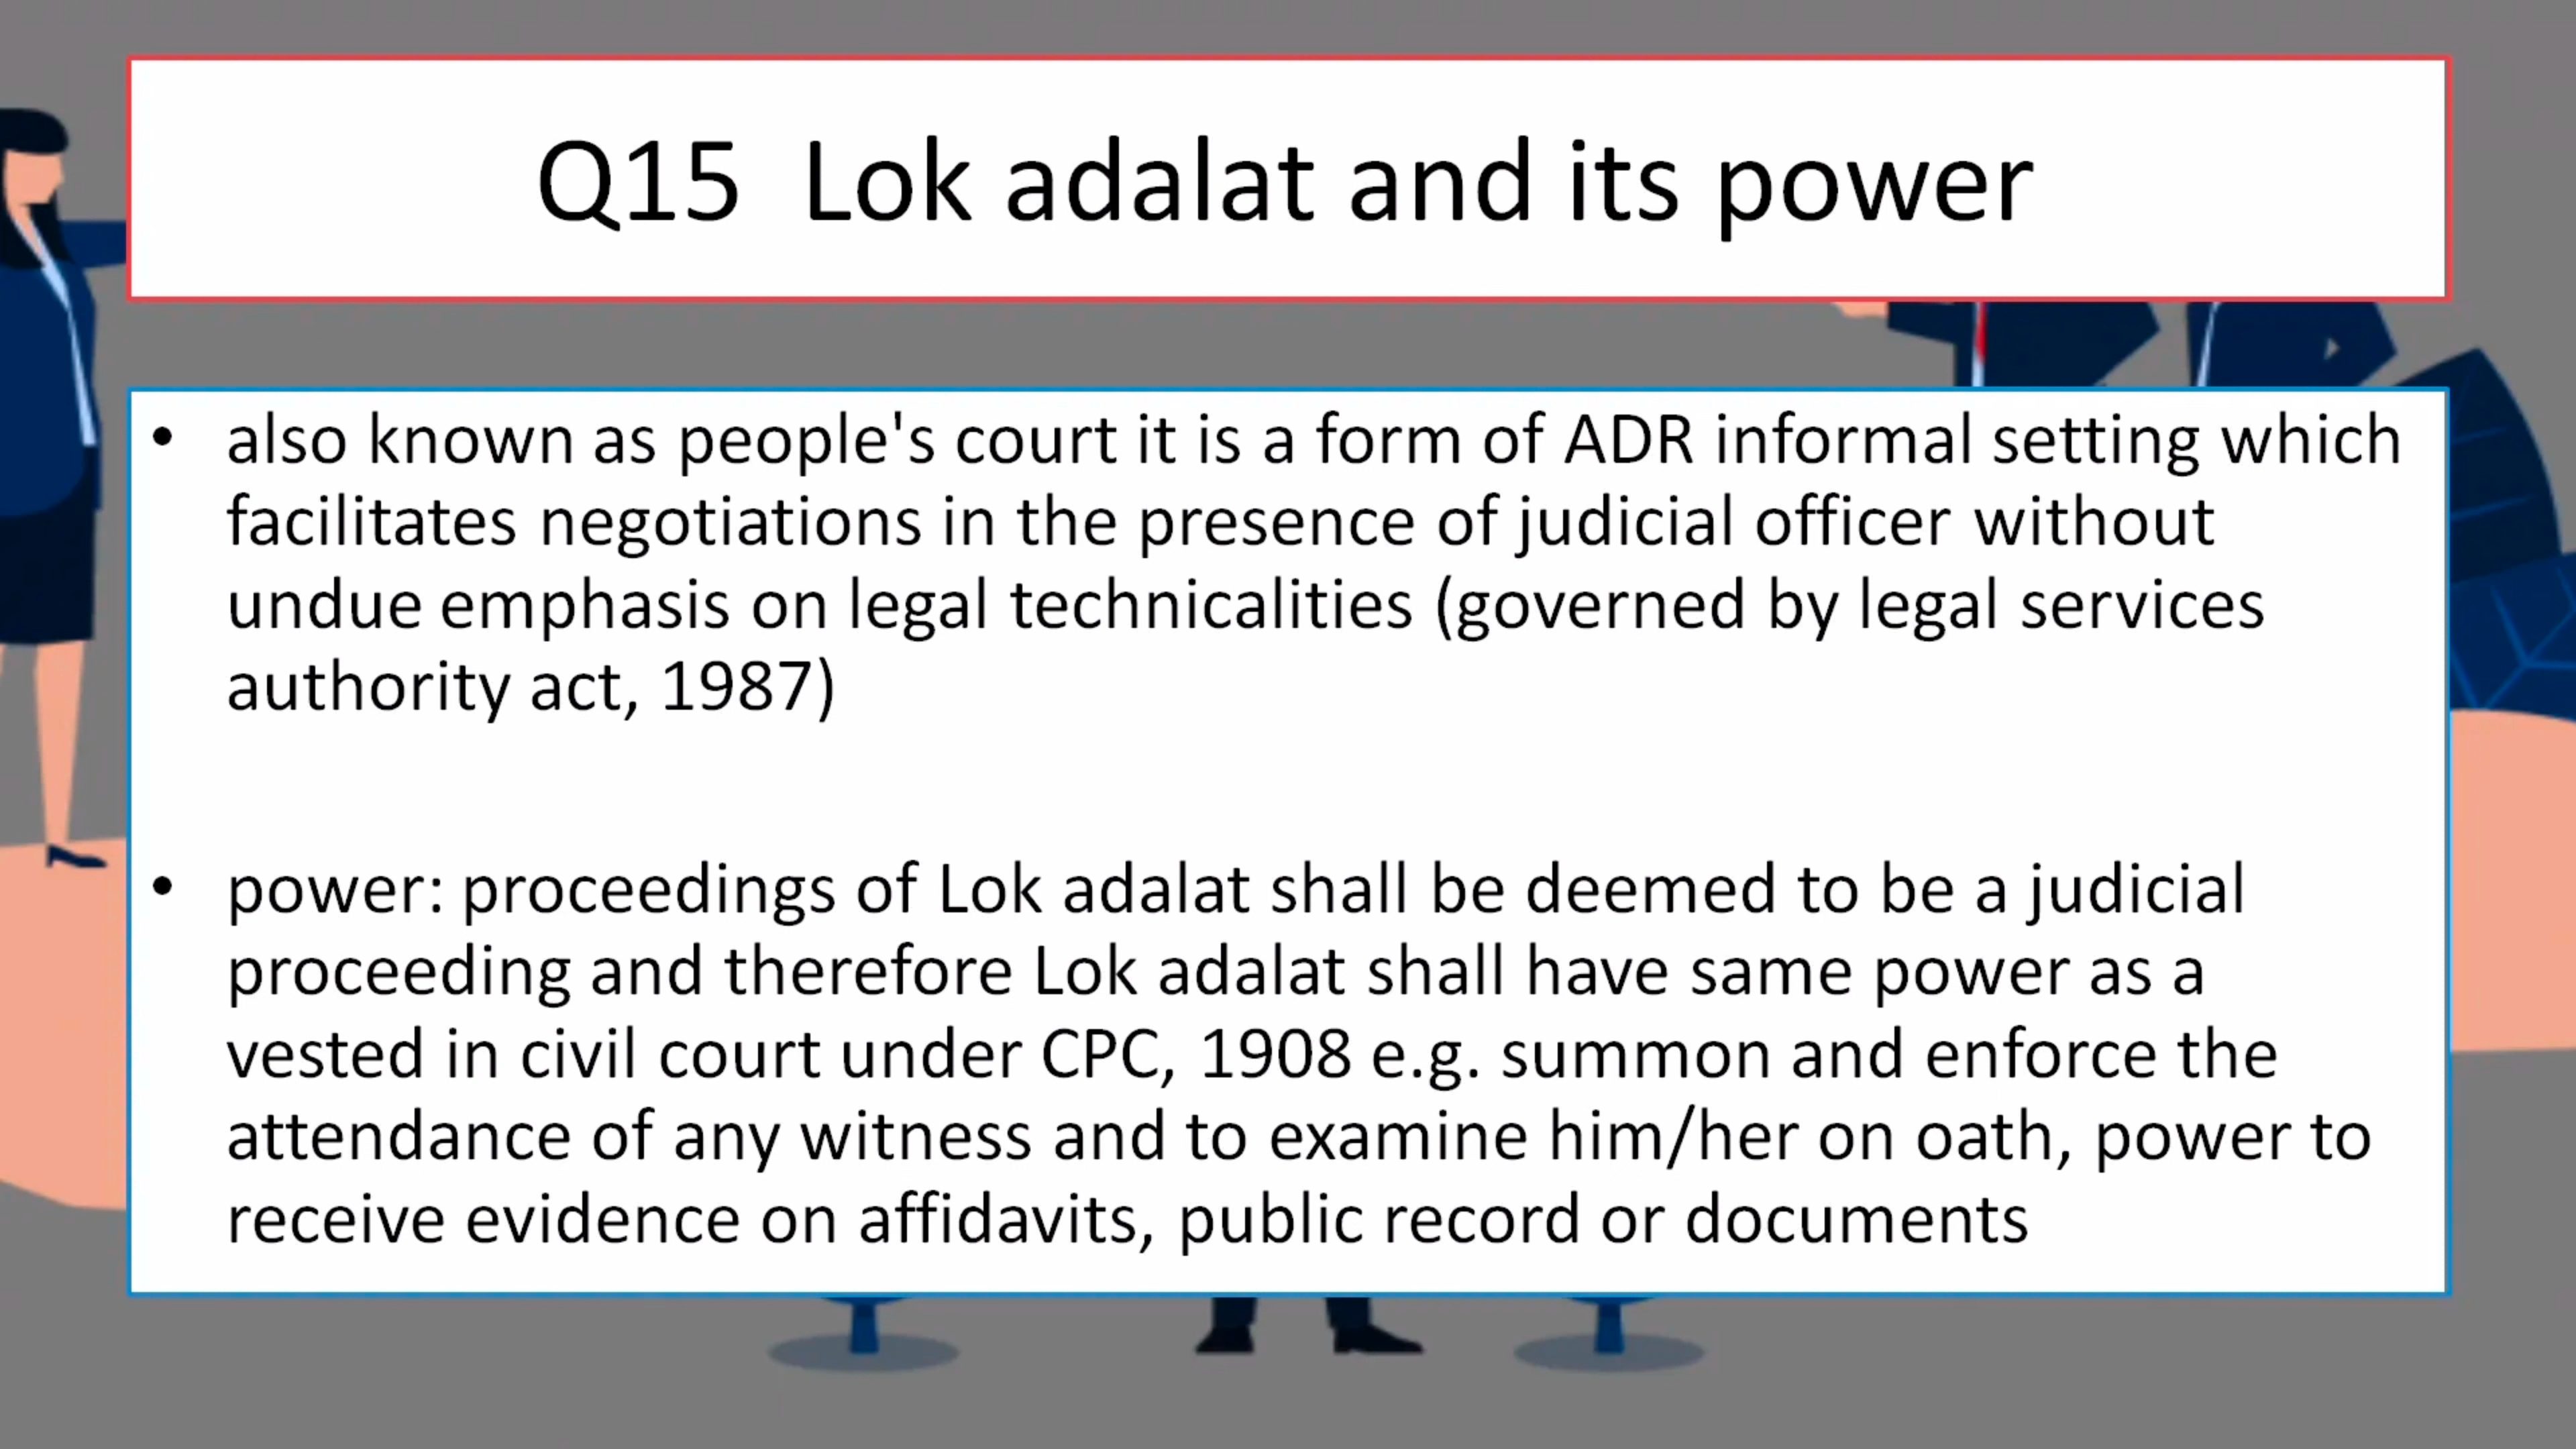 Q15 Lok adalat and its power
• also known as people's court it is a form of ADR informal setting which
facilitates negotiations in the presence of judicial officer without
undue emphasis on legal technicalities (governed by legal services
authority act, 1987)
• power: proceedings of Lok adalat shall be deemed to be a judicial
proceeding and therefore Lok adalat shall have same power as a
vested in civil court under CPC, 1908 e.g. summon and enforce the
attendance of any witness and to examine him/her on oath, power to
receive evidence on affidavits, public record or documents